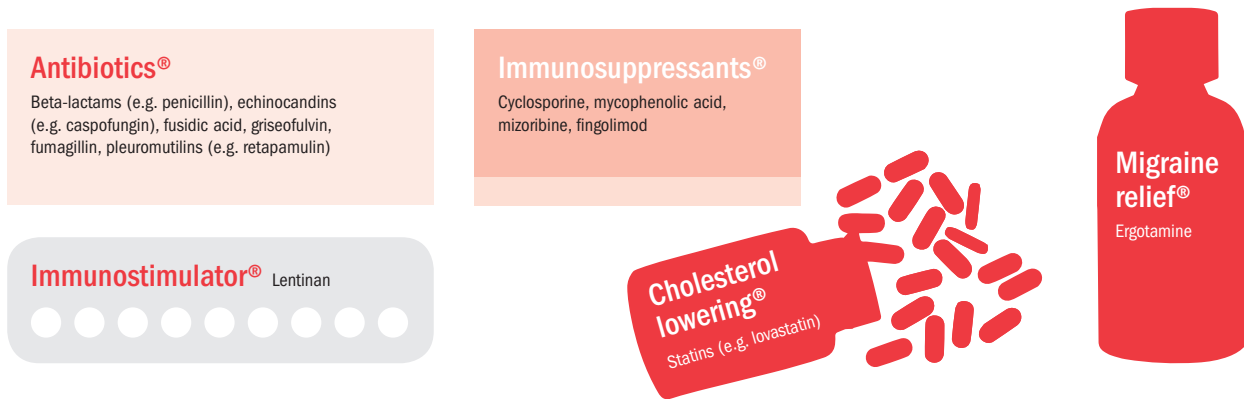 Antibiotics®
Beta-lactams (e.g. penicillin), echinocandins
(e.g. caspofungin), fusidic acid, griseofulvin,
fumagillin, pleuromutilins (e.g. retapamulin)
Immunosuppressants®
Cyclosporine, mycophenolic acid,
mizoribine, fingolimod
Migraine
relief®
Ergotamine
Immunostimulator® Lentinan
Cholesterol
lowering®
Statins (e.g. lovastatin)